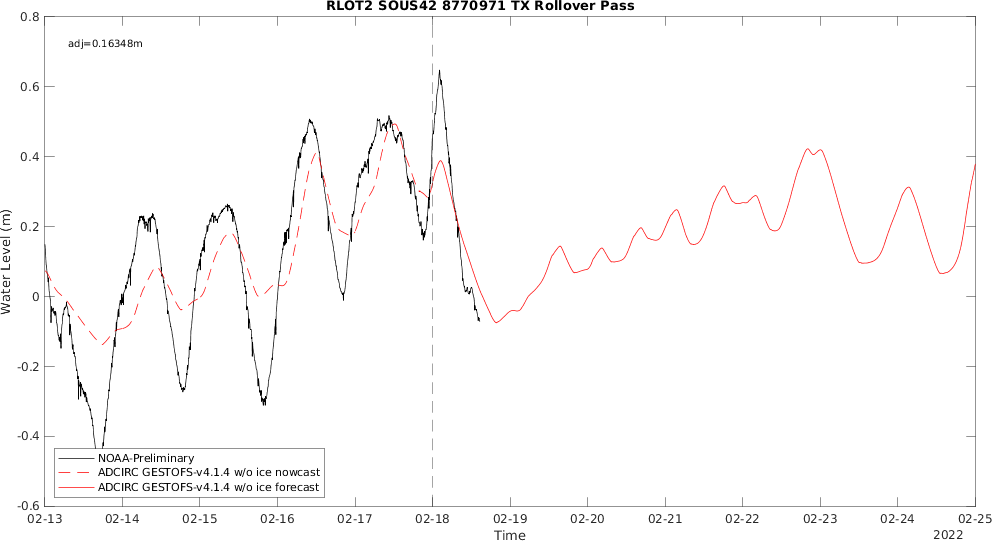 RLOT2 SOUS42 8770971 TX Rollover Pass
adj=0.16348m
Water Level (m)
0.8
0.6
0.4
0.2
0
-0.2
-0.4
-0.6
NOAA-Preliminary
ADCIRC GESTOFS-v4.1.4 w/o ice nowcast
ADCIRC GESTOFS-v4.1.4 w/o ice forecast
02-13 02-14 02-15 02-16 02-17 02-18 02-19 02-20 02-21 02-22 02-23 02-24 02-25
Time
2022